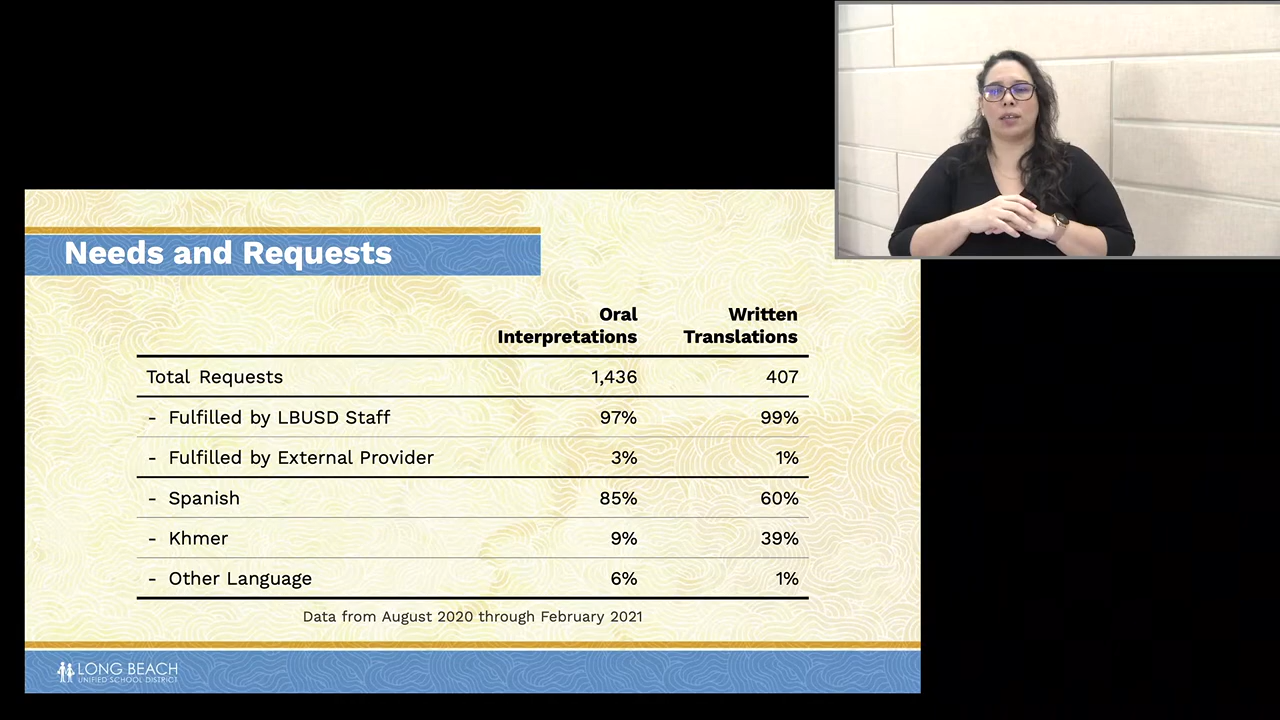 Needs and Requests
Oral Interpretations
Written Translations
Total Requests 1,436 407
- Fulfilled by LBUSD Staff 97% 99%
- Fulfilled by External Provider 3% 1%
- Spanish 85% 60%
- Khmer 9% 39%
- Other Language 6% 1%
Data from August 2020 through February 2021
LONG BEACH
UNIFIED SCHOOL DISTRICT